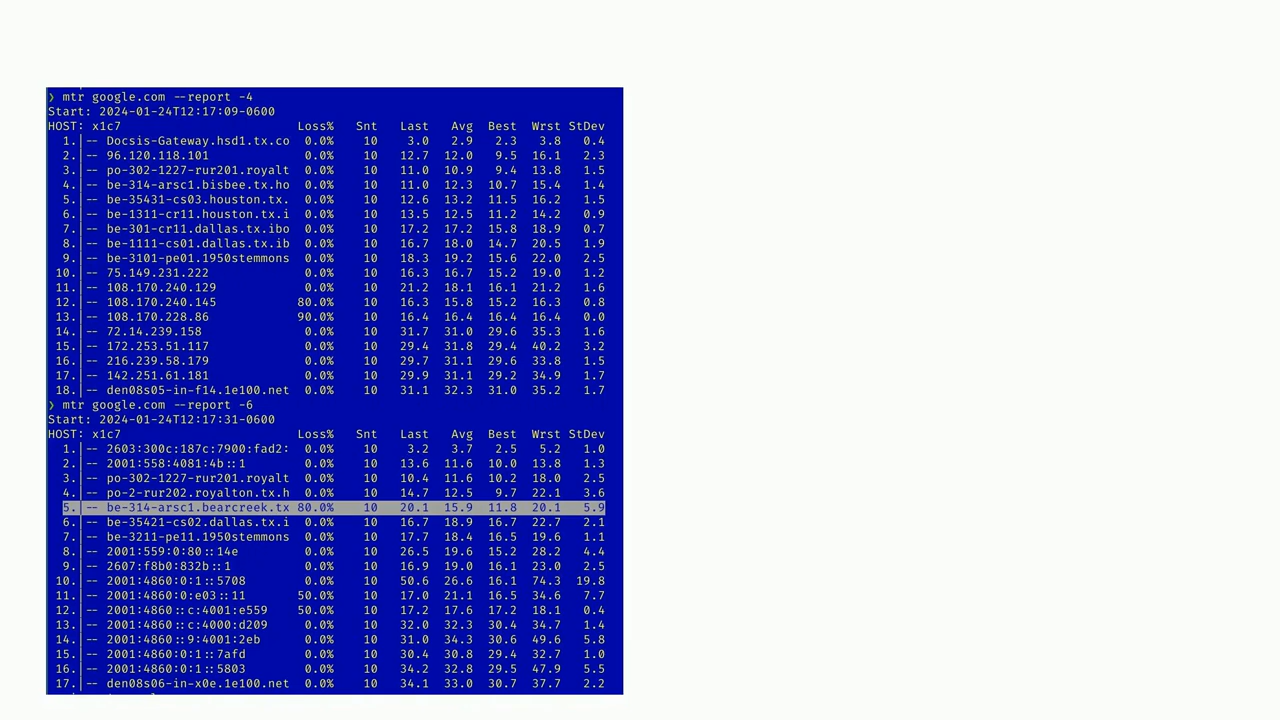 ❯ mtr google.com --report -4
Start: 2024-01-24T12:17:09-0600
HOST: x1c7 Loss% Snt Last Avg Best Wrst StDev
1.|-- Docsis-Gateway.hsd1.tx.co 0.0% 10 3.0 2.9 2.3 3.8 0.4
2.|-- 96.120.118.101 0.0% 10 12.7 12.0 9.5 16.1 2.3
3.|-- po-302-1227-rur201.royalt 0.0% 10 11.0 10.9 9.4 13.8 1.5
4.|-- be-314-arsc1.bisbee.tx.ho 0.0% 10 11.0 12.3 10.7 15.4 1.4
5.|-- be-35431-cs03.houston.tx. 0.0% 10 12.6 13.2 11.5 16.2 1.5
6.|-- be-1311-cr11.houston.tx.i 0.0% 10 13.5 12.5 11.2 14.2 0.9
7.|-- be-301-cr11.dallas.tx.ibo 0.0% 10 17.2 17.2 15.8 18.9 0.7
8.|-- be-1111-cs01.dallas.tx.ib 0.0% 10 16.7 18.0 14.7 20.5 1.9
9.|-- be-3101-pe01.1950stemmons 0.0% 10 18.3 19.2 15.6 22.0 2.5
10.|-- 75.149.231.222 0.0% 10 16.3 16.7 15.2 19.0 1.2
11.|-- 108.170.240.129 0.0% 10 21.2 18.1 16.1 21.2 1.6
12.|-- 108.170.240.145 80.0% 10 16.3 15.8 15.2 16.3 0.8
13.|-- 108.170.228.86 90.0% 10 16.4 16.4 16.4 16.4 0.0
14.|-- 72.14.239.158 0.0% 10 31.7 31.0 29.6 35.3 1.6
15.|-- 172.253.51.117 0.0% 10 29.4 31.8 29.4 40.2 3.2
16.|-- 216.239.58.179 0.0% 10 29.7 31.1 29.6 33.8 1.5
17.|-- 142.251.61.181 0.0% 10 29.9 31.1 29.2 34.9 1.7
18.|-- den08s05-in-f14.1e100.net 0.0% 10 31.1 32.3 31.0 35.2 1.7
❯ mtr google.com --report -6
Start: 2024-01-24T12:17:31-0600
HOST: x1c7 Loss% Snt Last Avg Best Wrst StDev
1.|-- 2603:300c:187c:7900:fad2: 0.0% 10 3.2 3.7 2.5 5.2 1.0
2.|-- 2001:558:4081:4b::1 0.0% 10 13.6 11.6 10.0 13.8 1.3
3.|-- po-302-1227-rur201.royalt 0.0% 10 10.4 11.6 10.2 18.0 2.5
4.|-- po-2-rur202.royalton.tx.h 0.0% 10 14.7 12.5 9.7 22.1 3.6
5.|-- be-314-arsc1.bearcreek.tx 80.0% 10 20.1 15.9 11.8 20.1 5.9
6.|-- be-35421-cs02.dallas.tx.i 0.0% 10 16.7 18.9 16.7 22.7 2.1
7.|-- be-3211-pe11.1950stemmons 0.0% 10 17.7 18.4 16.5 19.6 1.1
8.|-- 2001:559:0:80::14e 0.0% 10 26.5 19.6 15.2 28.2 4.4
9.|-- 2607:f8b0:832b::1 0.0% 10 16.9 19.0 16.1 23.0 2.5
10.|-- 2001:4860:0:1::5708 0.0% 10 50.6 26.6 16.1 74.3 19.8
11.|-- 2001:4860:0:e03::11 50.0% 10 17.0 21.1 16.5 34.6 7.7
12.|-- 2001:4860::c:4001:e559 50.0% 10 17.2 17.6 17.2 18.1 0.4
13.|-- 2001:4860::c:4000:d209 0.0% 10 32.0 32.3 30.4 34.7 1.4
14.|-- 2001:4860::9:4001:2eb 0.0% 10 31.0 34.3 30.6 49.6 5.8
15.|-- 2001:4860:0:1::7afd 0.0% 10 30.4 30.8 29.4 32.7 1.0
16.|-- 2001:4860:0:1::5803 0.0% 10 34.2 32.8 29.5 47.9 5.5
17.|-- den08s06-in-x0e.1e100.net 0.0% 10 34.1 33.0 30.7 37.7 2.2